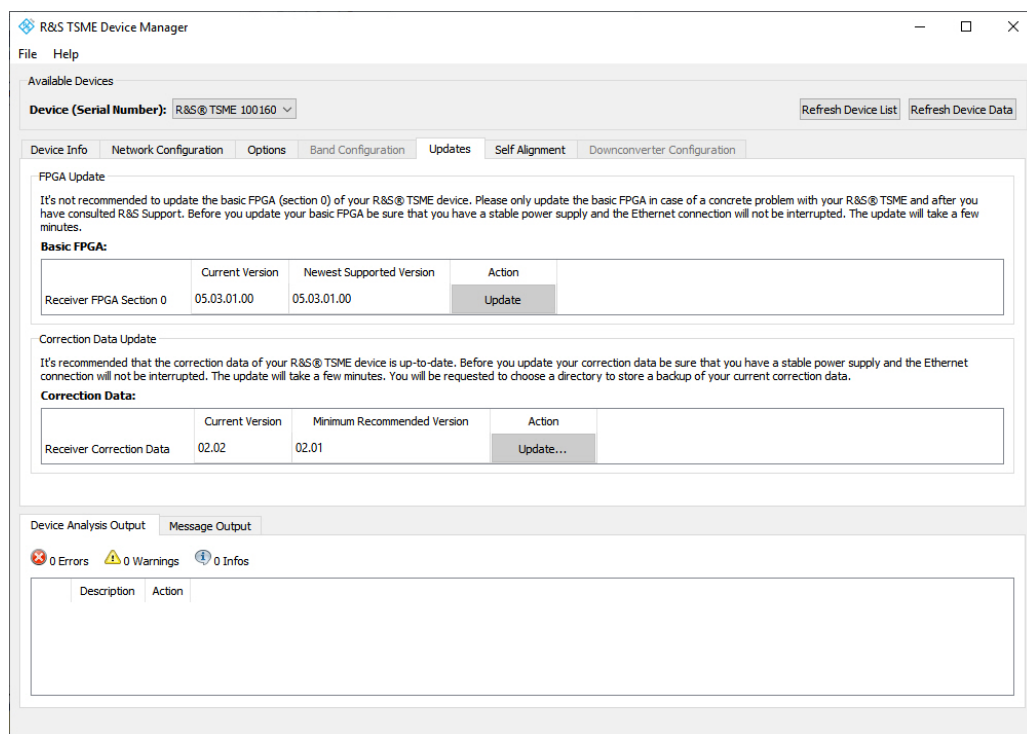 R&S TSME Device Manager
File Help
Available Devices
Device (Serial Number): R&S® TSME 100160 Refresh Device List Refresh Device Data
Device Info Network Configuration Options Band Configuration Updates Self Alignment Downconverter Configuration
FPGA Update
It's not recommended to update the basic FPGA (section 0) of your R&S® TSME device. Please only update the basic FPGA in case of a concrete problem with your R&S® TSME and after you
have consulted R&S Support. Before you update your basic FPGA be sure that you have a stable power supply and the Ethernet connection will not be interrupted. The update will take a few
minutes.
Basic FPGA:
Current Version Newest Supported Version Action
Receiver FPGA Section 0 05.03.01.00 05.03.01.00 Update
Correction Data Update
It's recommended that the correction data of your R&S® TSME device is up-to-date. Before you update your correction data be sure that you have a stable power supply and the Ethernet
connection will not be interrupted. The update will take a few minutes. You will be requested to choose a directory to store a backup of your current correction data.
Correction Data:
Current Version Minimum Recommended Version Action
Receiver Correction Data 02.02 02.01 Update...
Device Analysis Output Message Output
0 Errors 0 Warnings 0 Infos
Description Action